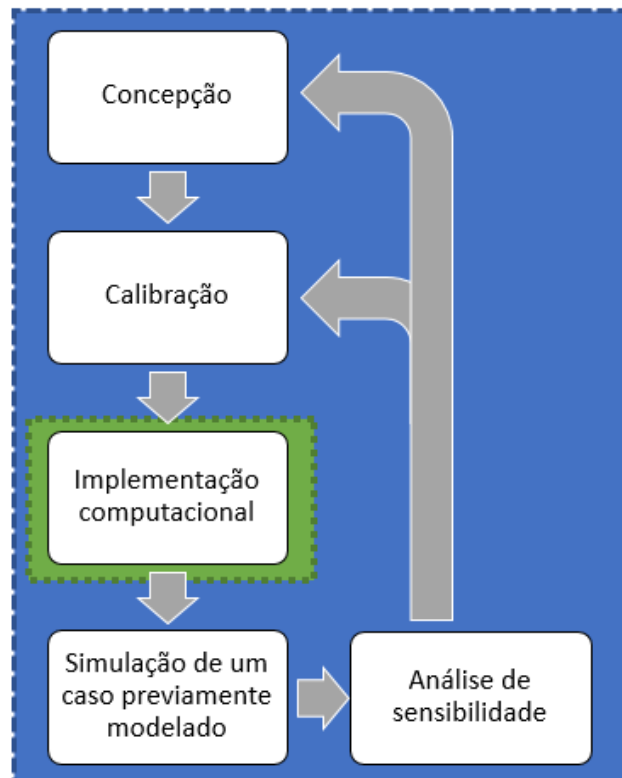 Concepção
Calibração
Implementação
computacional
Simulação de um
caso previamente
modelado
Análise de
sensibilidade